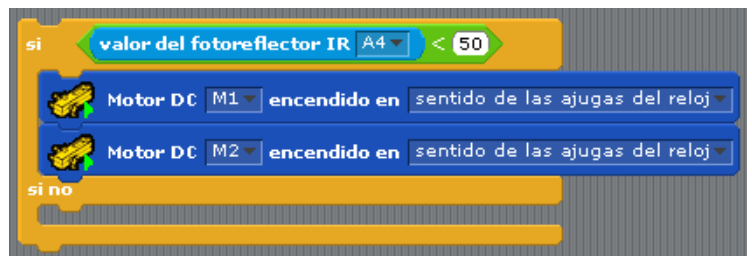 si valor del fotoreflector IR A4 < 50
Motor DC M1 encendido en sentido de las ajugas del reloj
Motor DC M2 encendido en sentido de las ajugas del reloj
si no